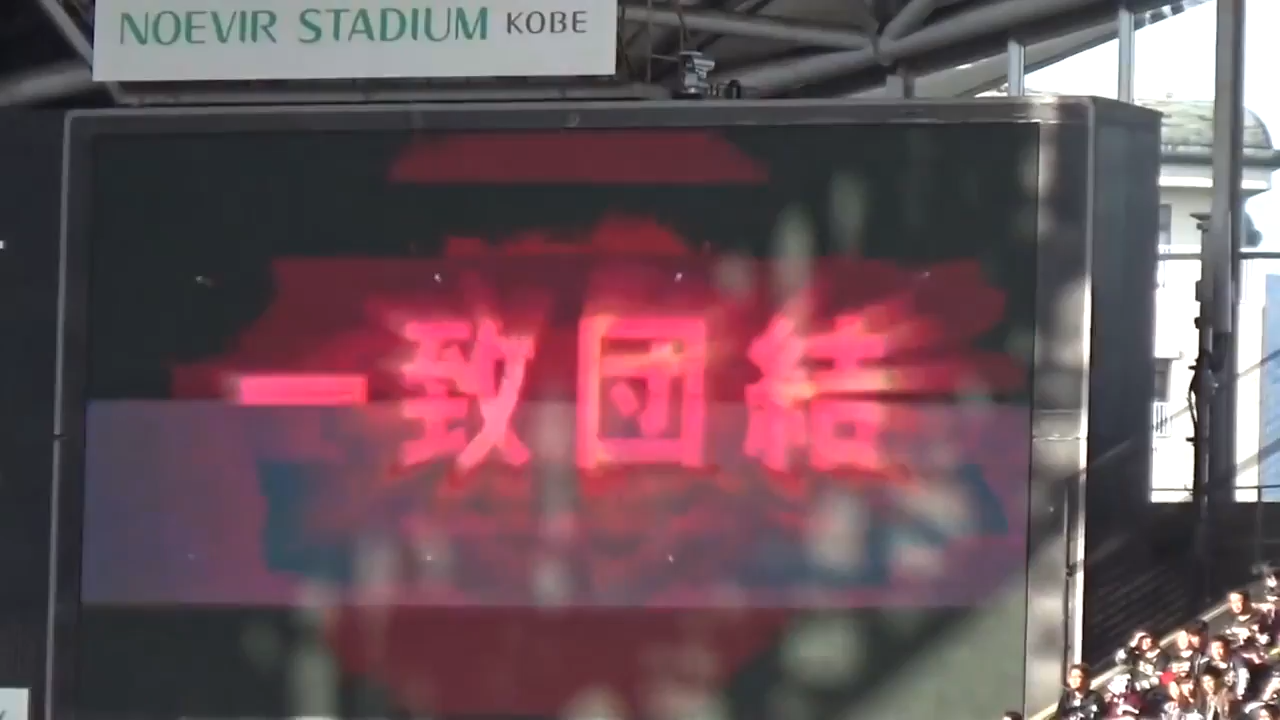 NOEVIR STADIUM KOBE
一致団結